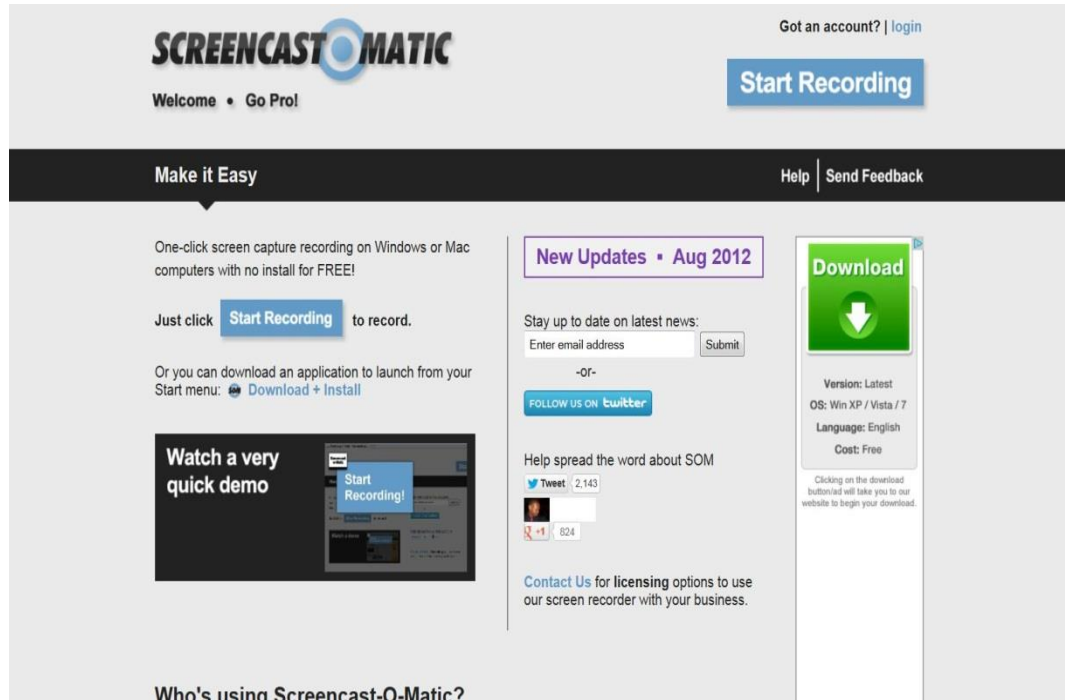 SCREENCAST O MATIC
Got an account? | login
Start Recording
Welcome • Go Pro!
Make it Easy
Help | Send Feedback
One-click screen capture recording on Windows or Mac
computers with no install for FREE!
Just click Start Recording to record.
Or you can download an application to launch from your
Start menu: Download + Install
Watch a very
quick demo
Start
Recording!
New Updates ▪ Aug 2012
Stay up to date on latest news:
Enter email address Submit
-or-
FOLLOW US ON twitter
Help spread the word about SOM
Tweet 2,143
+1 824
Contact Us for licensing options to use
our screen recorder with your business.
Download
Version: Latest
OS: Win XP / Vista / 7
Language: English
Cost: Free
Clicking on the download
button/ad will take you to our
website to begin your download.
Who's using Screencast-O-Matic?